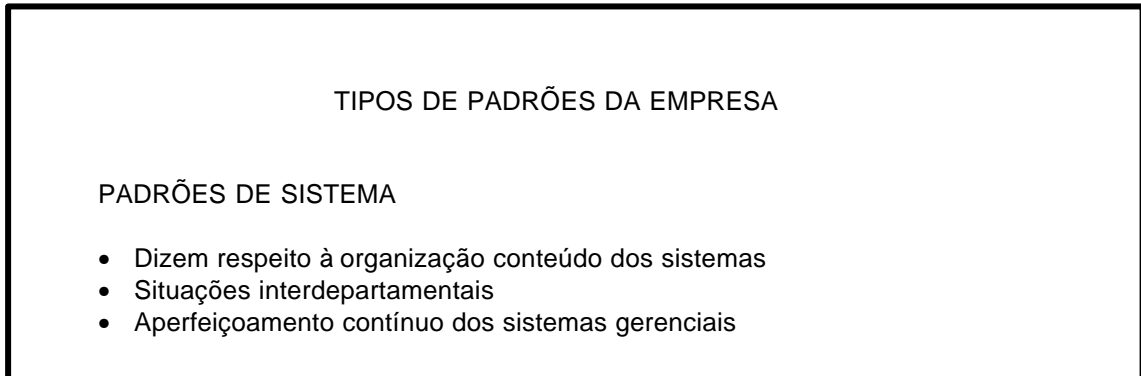 TIPOS DE PADRÕES DA EMPRESA
PADRÕES DE SISTEMA
• Dizem respeito à organização conteúdo dos sistemas
• Situações interdepartamentais
• Aperfeiçoamento contínuo dos sistemas gerenciais